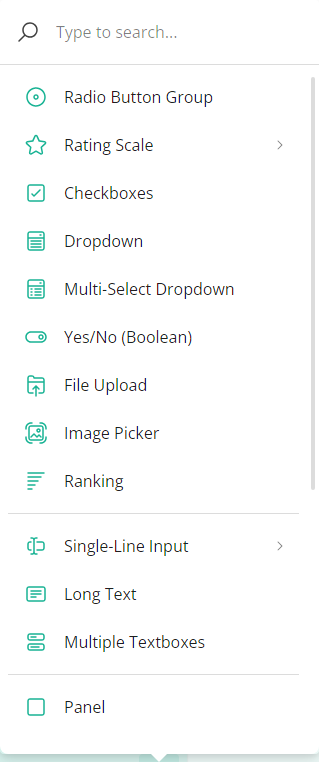 Type to search...
Radio Button Group
Rating Scale
Checkboxes
Dropdown
Multi-Select Dropdown
Yes/No (Boolean)
File Upload
Image Picker
Ranking
Single-Line Input
Long Text
Multiple Textboxes
Panel